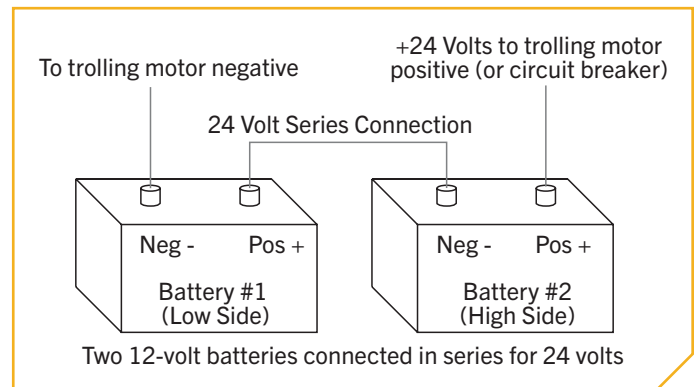 To trolling motor negative
+24 Volts to trolling motor
positive (or circuit breaker)
24 Volt Series Connection
Neg -
Pos +
Battery #1
(Low Side)
Neg -
Pos +
Battery #2
(High Side)
Two 12-volt batteries connected in series for 24 volts